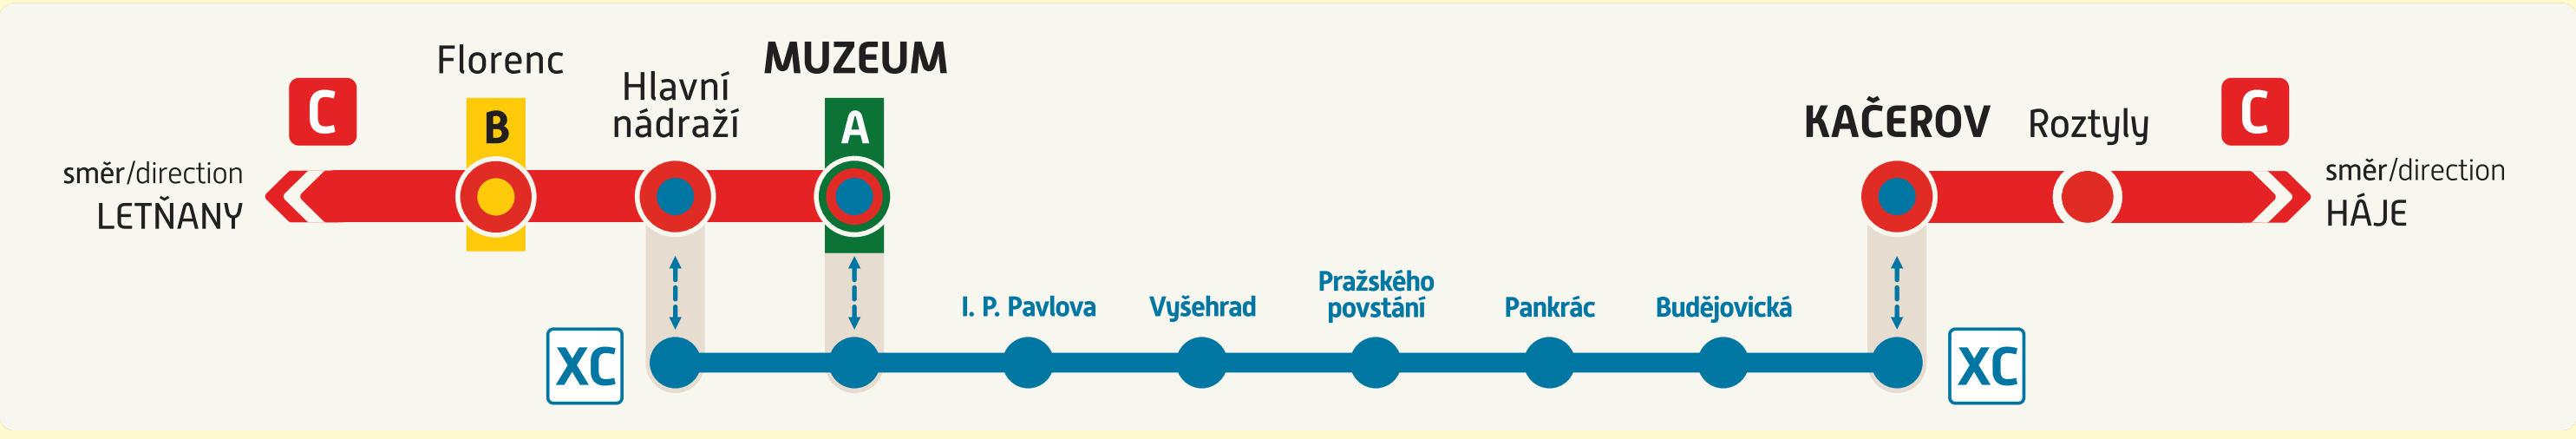 C
směr/direction
LETŇANY
Florenc
B
Hlavní
nádraží
MUZEUM
A
KAČEROV
Roztyly
C
směr/direction
HÁJE
XC
I. P. Pavlova
Vyšehrad
Pražského
povstání
Pankrác
Budějovická
XC